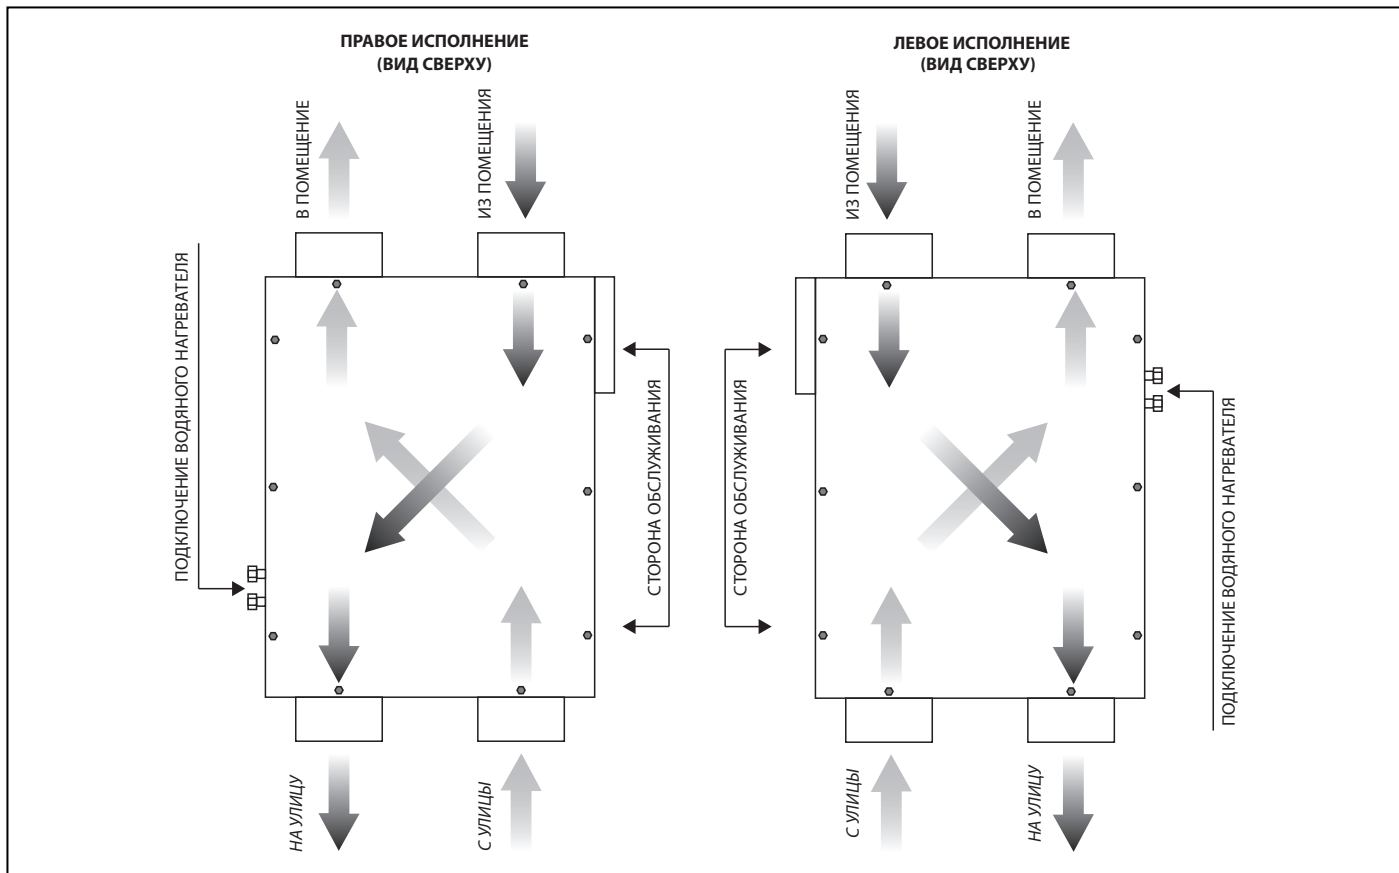 ПРАВОЕ ИСПОЛНЕНИЕ
(ВИД СВЕРХУ)
В ПОМЕЩЕНИЕ
ИЗ ПОМЕЩЕНИЯ
ПОДКЛЮЧЕНИЕ ВОДЯНОГО НАГРЕВАТЕЛЯ
СТОРОНА ОБСЛУЖИВАНИЯ
НА УЛИЦУ
С УЛИЦЫ
ЛЕВОЕ ИСПОЛНЕНИЕ
(ВИД СВЕРХУ)
ИЗ ПОМЕЩЕНИЯ
В ПОМЕЩЕНИЕ
СТОРОНА ОБСЛУЖИВАНИЯ
ПОДКЛЮЧЕНИЕ ВОДЯНОГО НАГРЕВАТЕЛЯ
С УЛИЦЫ
НА УЛИЦУ